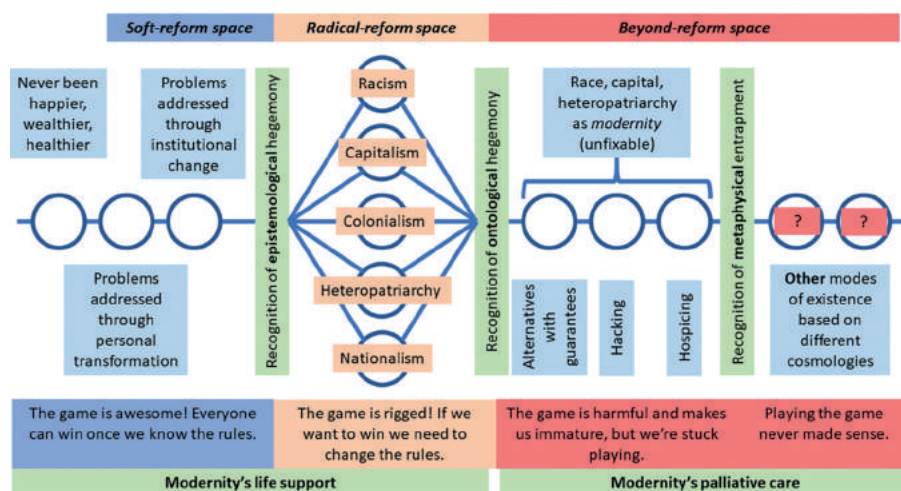 Soft-reform space
Radical-reform space
Beyond-reform space
Never been
happier,
wealthier,
healthier
Problems
addressed
through
institutional
change
Problems
addressed
through
personal
transformation
Recognition of epistemological hegemony
Racism
Capitalism
Colonialism
Heteropatriarchy
Nationalism
Recognition of ontological hegemony
Race, capital,
heteropatriarchy
as modernity
(unfixable)
Alternatives
with
guarantees
Hacking
Hospicing
Recognition of metaphysical entrapment
?
?
Other modes
of existence
based on
different
cosmologies
The game is awesome! Everyone
can win once we know the rules.
The game is rigged! If we
want to win we need to
change the rules.
The game is harmful and makes
us immature, but we're stuck
playing.
Playing the game
never made sense.
Modernity's life support
Modernity's palliative care